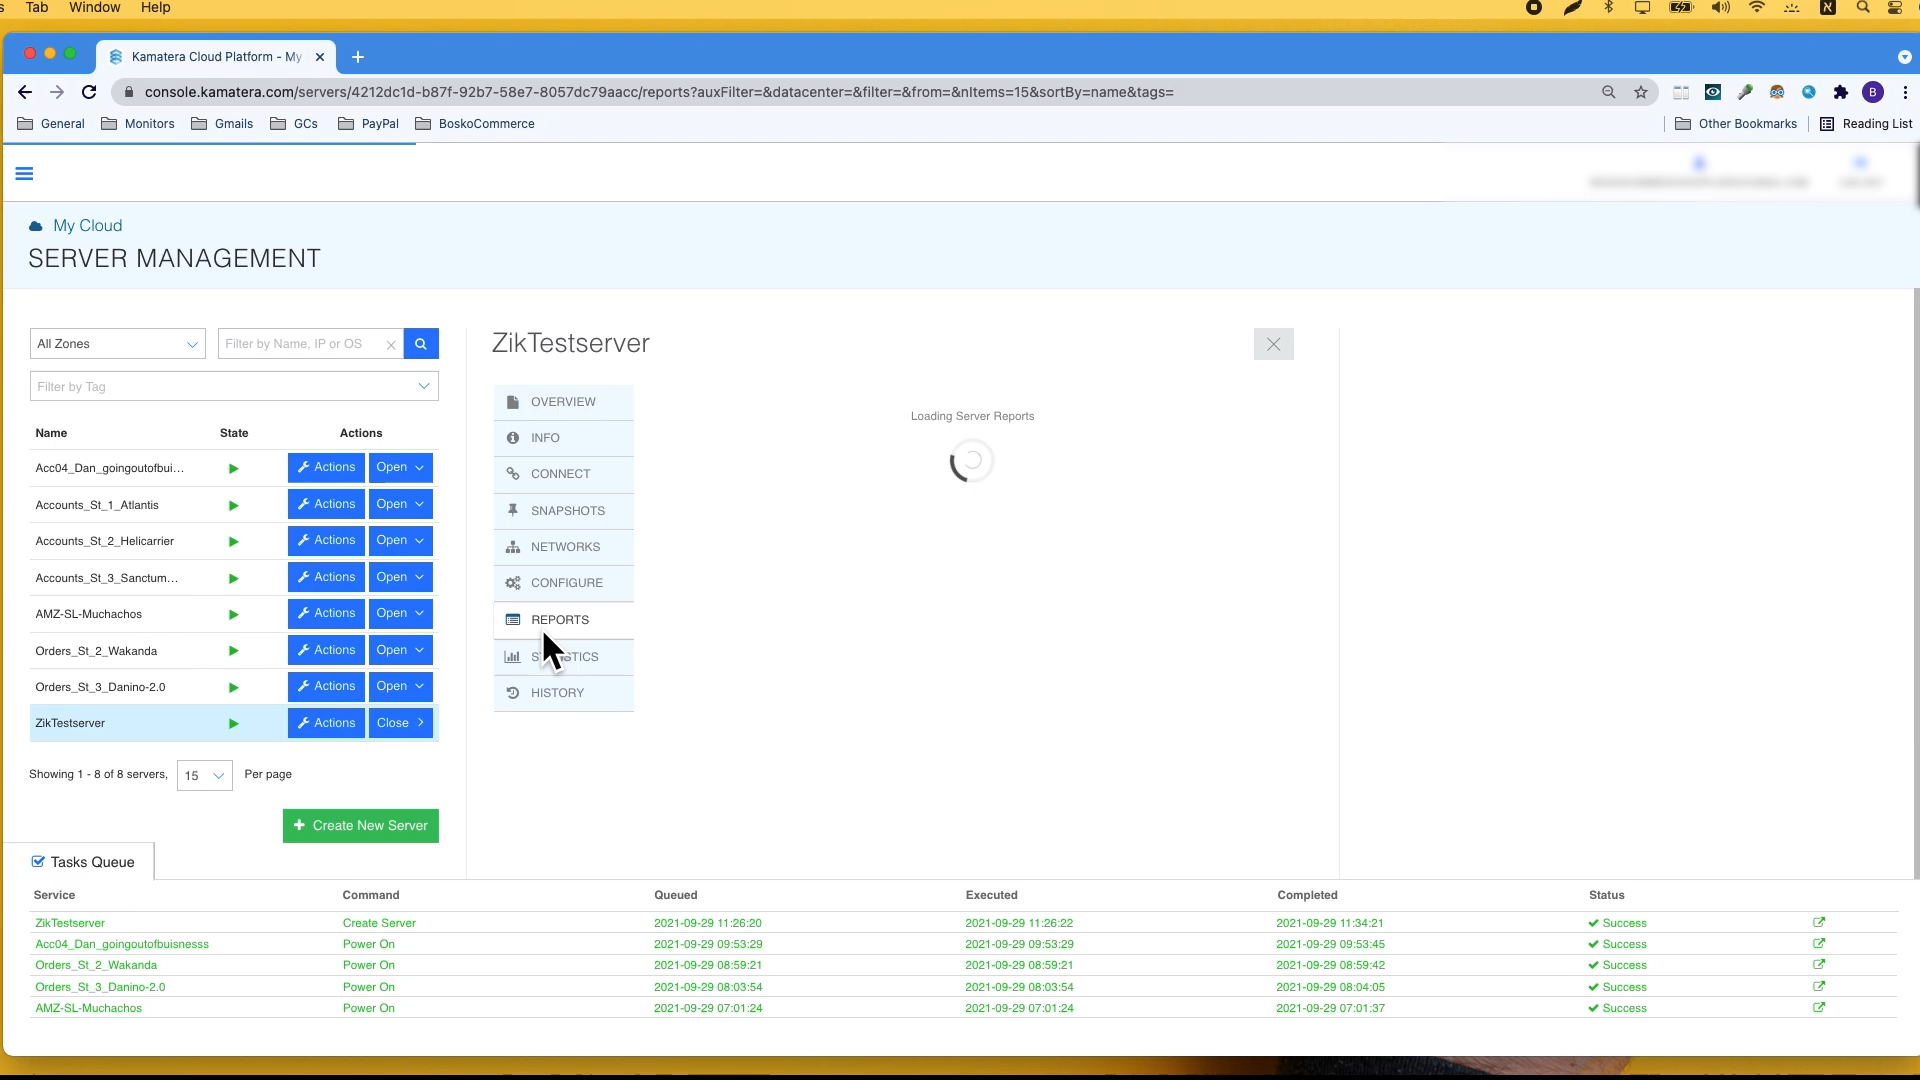 Tab Window Help
Kamatera Cloud Platform - My
console.kamatera.com/servers/4212dc1d-b87f-92b7-58e7-8057dc79aacc/reports?auxFilter=&datacenter=&filter=&from=&nItems=15&sortBy=name&tags=
B
General Monitors Gmails GCs PayPal BoskoCommerce Other Bookmarks Reading List
My Cloud
SERVER MANAGEMENT
All Zones Filter by Name, IP or OS
Filter by Tag
Name State Actions
Acc04_Dan_goingoutofbui... Actions Open
Accounts_St_1_Atlantis Actions Open
Accounts_St_2_Helicarrier Actions Open
Accounts_St_3_Sanctum... Actions Open
AMZ-SL-Muchachos Actions Open
Orders_St_2_Wakanda Actions Open
Orders_St_3_Danino-2.0 Actions Open
ZikTestserver Actions Close
Showing 1 - 8 of 8 servers, 15 Per page
+ Create New Server
ZikTestserver
OVERVIEW
INFO
CONNECT
SNAPSHOTS
NETWORKS
CONFIGURE
REPORTS
STATISTICS
HISTORY
Loading Server Reports
Tasks Queue
Service Command Queued Executed Completed Status
ZikTestserver Create Server 2021-09-29 11:26:20 2021-09-29 11:26:22 2021-09-29 11:34:21 Success
Acc04_Dan_goingoutofbuisnesss Power On 2021-09-29 09:53:29 2021-09-29 09:53:29 2021-09-29 09:53:45 Success
Orders_St_2_Wakanda Power On 2021-09-29 08:59:21 2021-09-29 08:59:21 2021-09-29 08:59:42 Success
Orders_St_3_Danino-2.0 Power On 2021-09-29 08:03:54 2021-09-29 08:03:54 2021-09-29 08:04:05 Success
AMZ-SL-Muchachos Power On 2021-09-29 07:01:24 2021-09-29 07:01:24 2021-09-29 07:01:37 Success